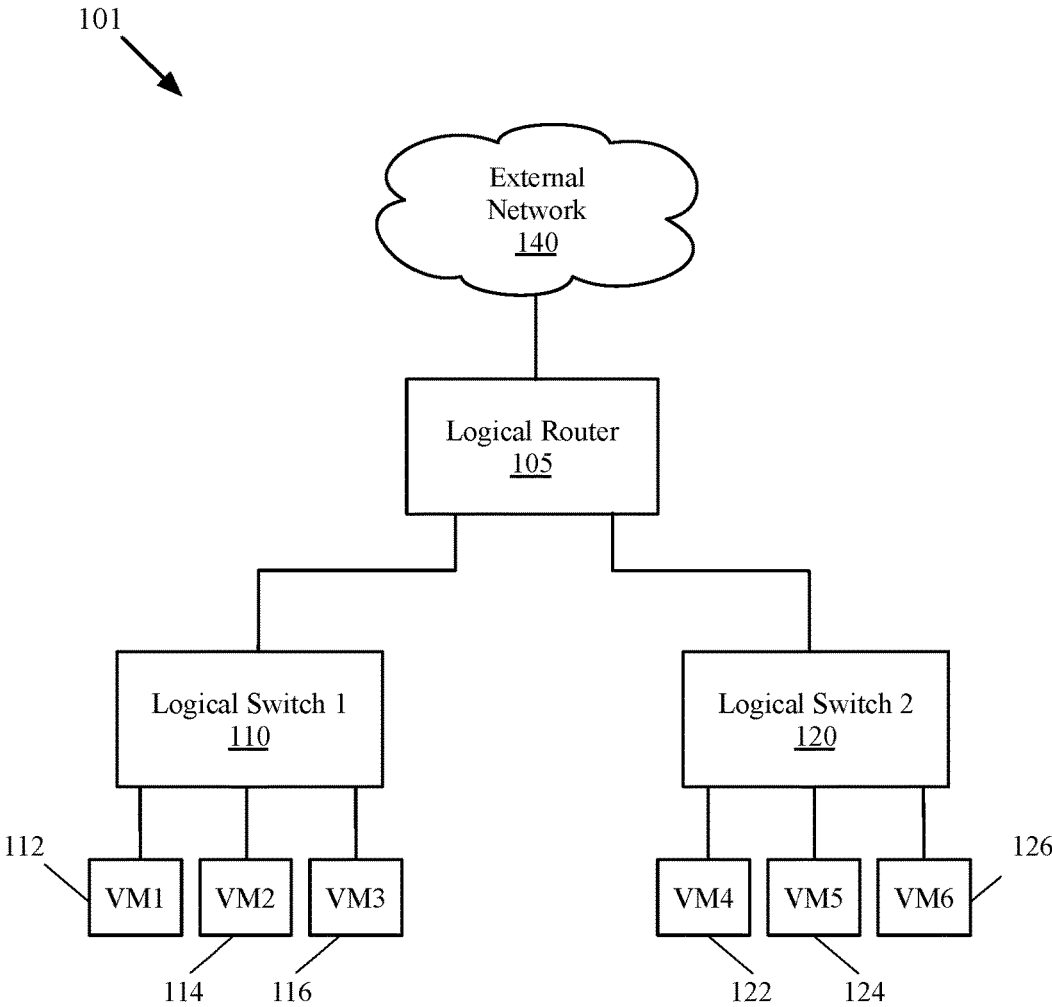 101
External
Network
140
Logical Router
105
Logical Switch 1
110
Logical Switch 2
120
112
VM1
VM2
VM3
VM4
VM5
VM6
126
114
116
122
124